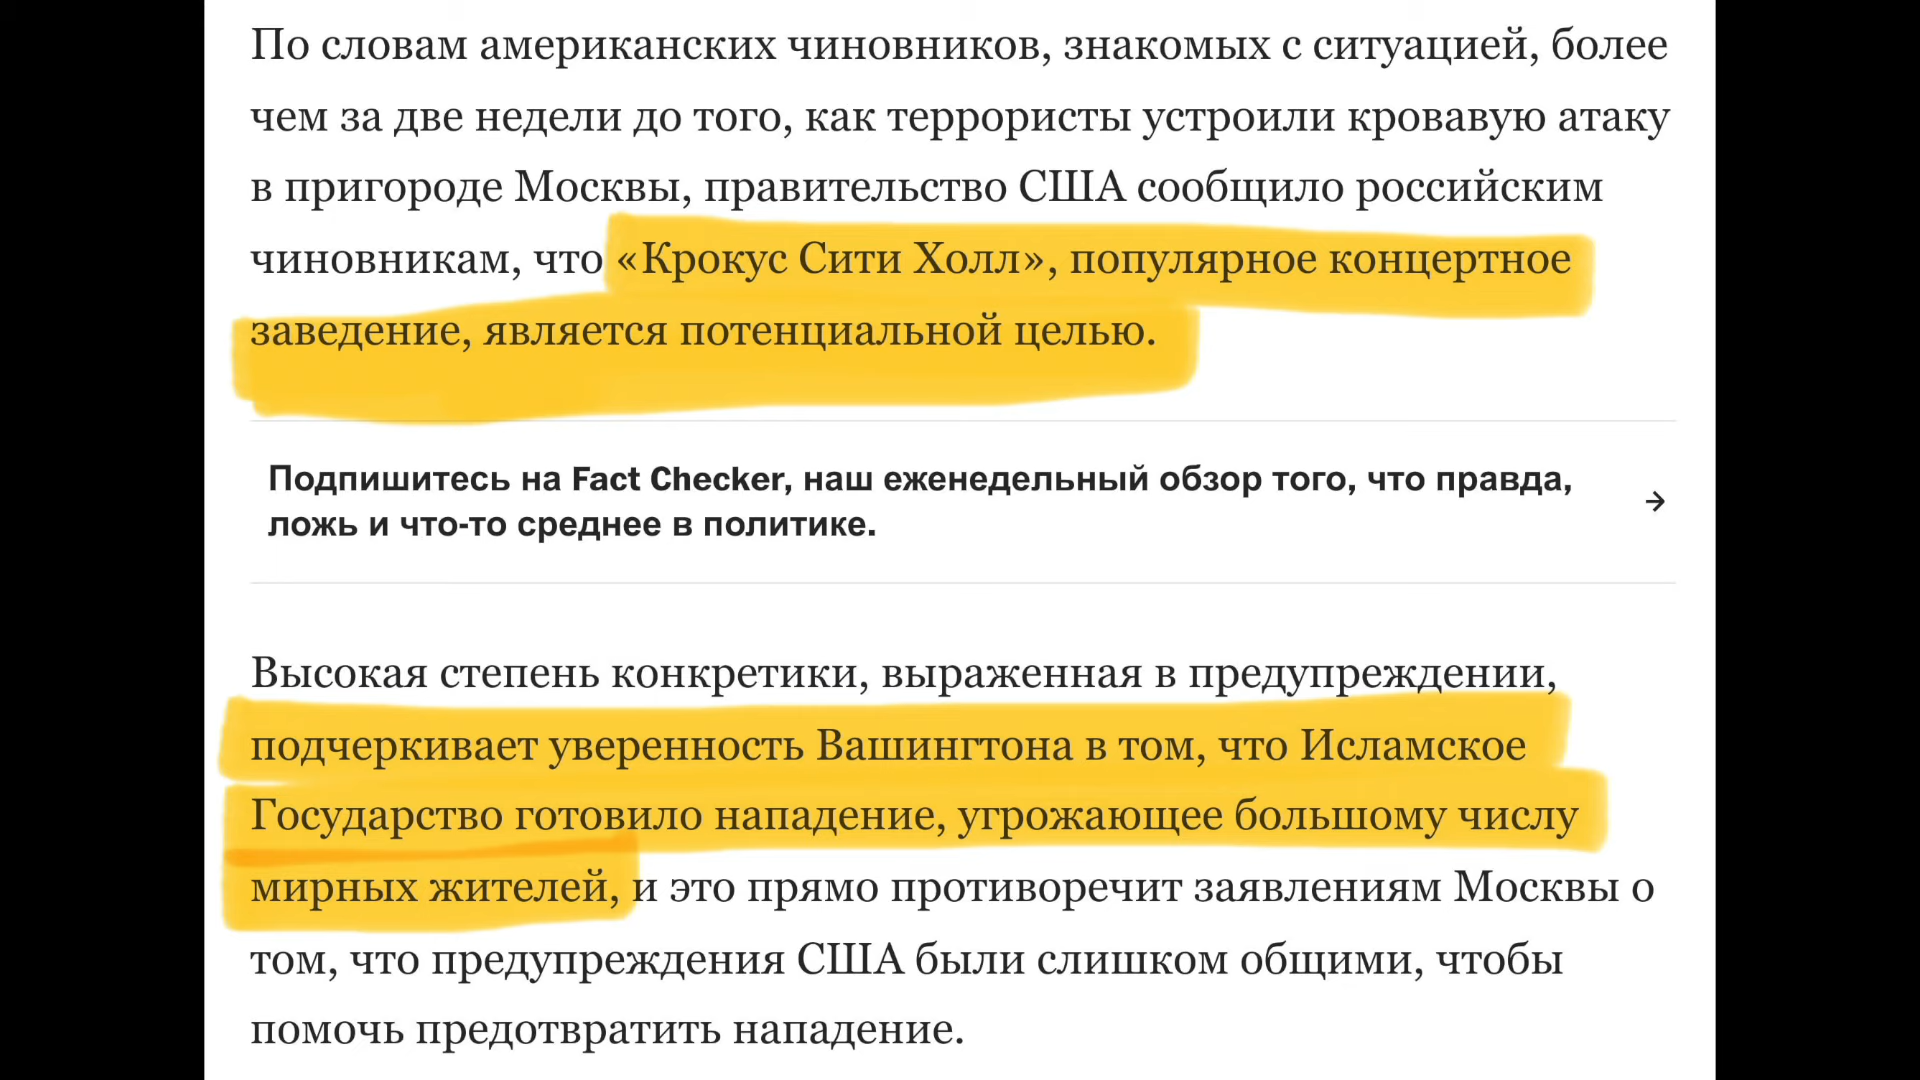 По словам американских чиновников, знакомых с ситуацией, более
чем за две недели до того, как террористы устроили кровавую атаку
в пригороде Москвы, правительство США сообщило российским
чиновникам, что «Крокус Сити Холл», популярное концертное
заведение, является потенциальной целью.
Подпишитесь на Fact Checker, наш еженедельный обзор того, что правда,
ложь и что-то среднее в политике.
Высокая степень конкретики, выраженная в предупреждении,
подчеркивает уверенность Вашингтона в том, что Исламское
Государство готовило нападение, угрожающее большому числу
мирных жителей, и это прямо противоречит заявлениям Москвы о
том, что предупреждения США были слишком общими, чтобы
помочь предотвратить нападение.